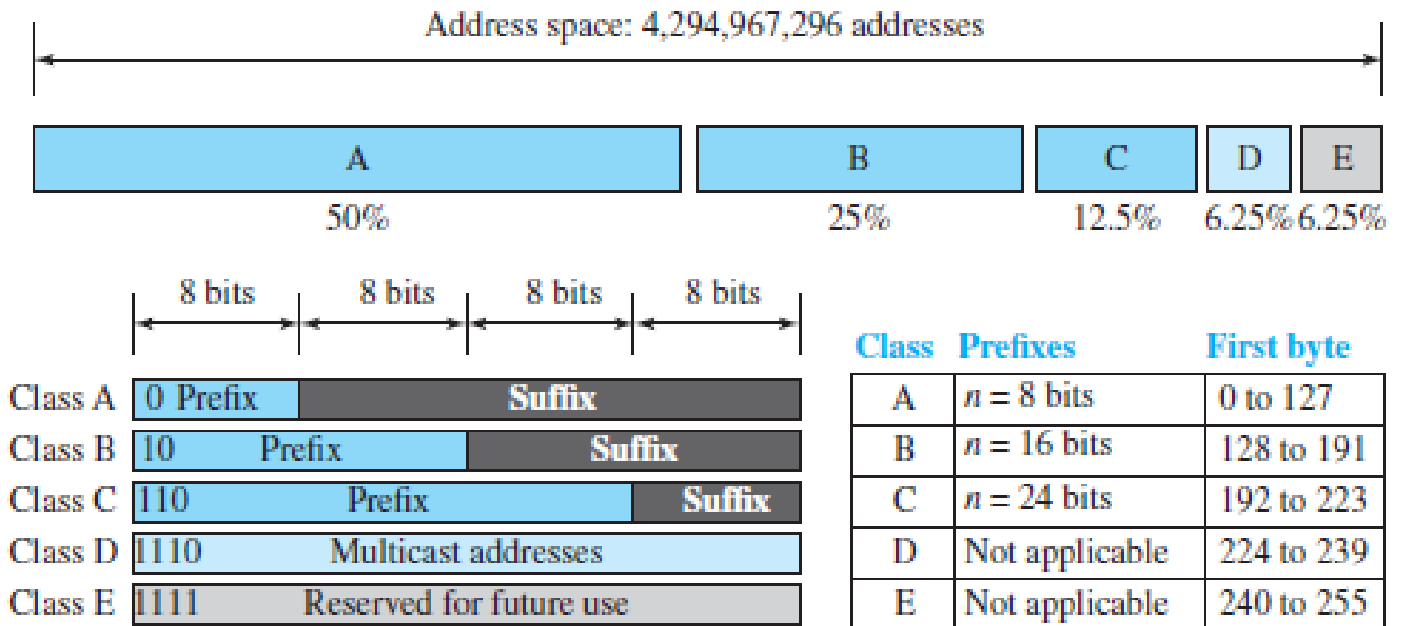 Address space: 4,294,967,296 addresses
A B C D E
50% 25% 12.5% 6.25% 6.25%
8 bits 8 bits 8 bits 8 bits
Class A 0 Prefix Suffix
Class B 10 Prefix Suffix
Class C 110 Prefix Suffix
Class D 1110 Multicast addresses
Class E 1111 Reserved for future use
Class Prefixes First byte
A n = 8 bits 0 to 127
B n = 16 bits 128 to 191
C n = 24 bits 192 to 223
D Not applicable 224 to 239
E Not applicable 240 to 255